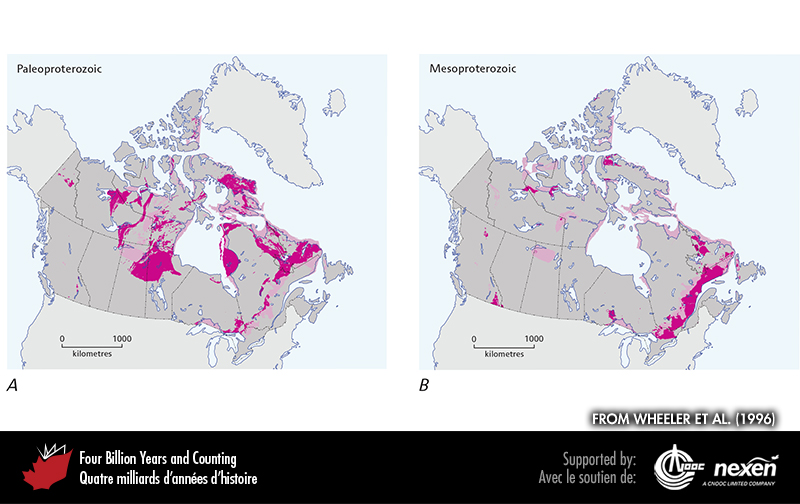 Paleoproterozoic
0 1000
kilometres
A
Mesoproterozoic
0 1000
kilometres
B
FROM WHEELER ET AL. (1996)
Four Billion Years and Counting
Quatre milliards d'années d'histoire
Supported by:
Avec le soutien de:
CNOOC
nexen
A CNOOC LIMITED COMPANY